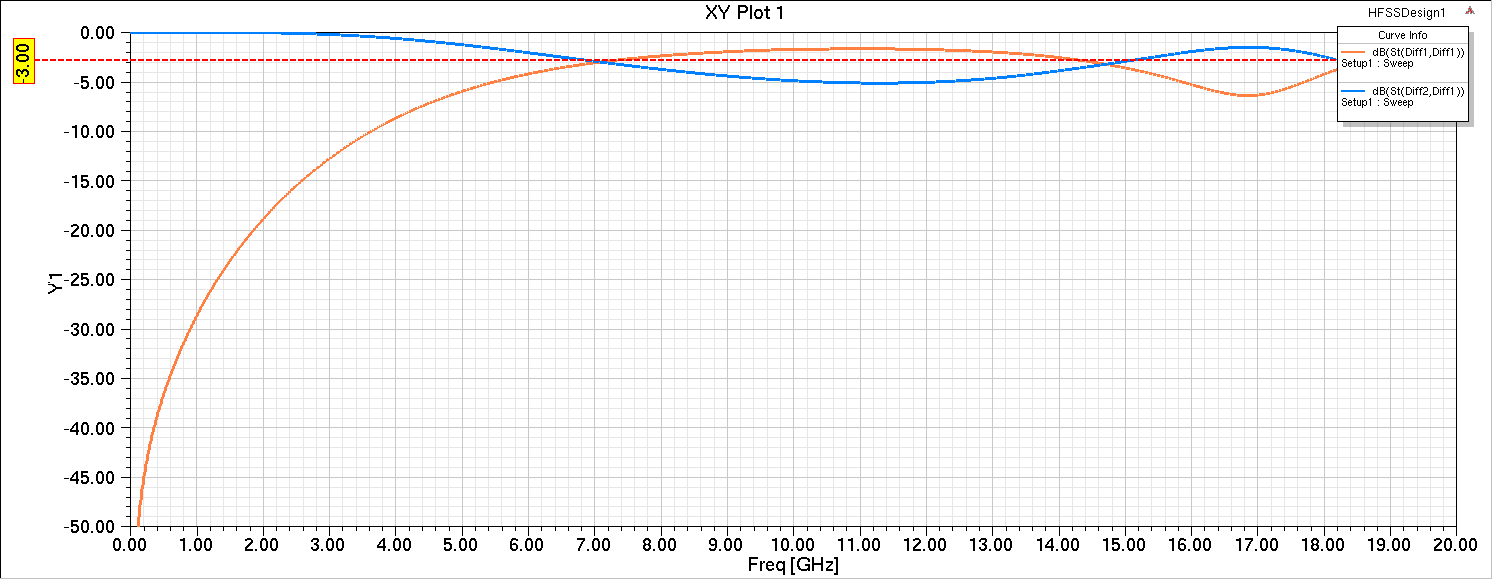 XY Plot 1
HFSSDesign1
Curve Info
dB(St(Diff1,Diff1))
Setup1 : Sweep
dB(St(Diff2,Diff1))
Setup1 : Sweep
-3.00
0.00
-5.00
-10.00
-15.00
-20.00
-25.00
-30.00
-35.00
-40.00
-45.00
-50.00
Y1
0.00 1.00 2.00 3.00 4.00 5.00 6.00 7.00 8.00 9.00 10.00 11.00 12.00 13.00 14.00 15.00 16.00 17.00 18.00 19.00 20.00
Freq [GHz]